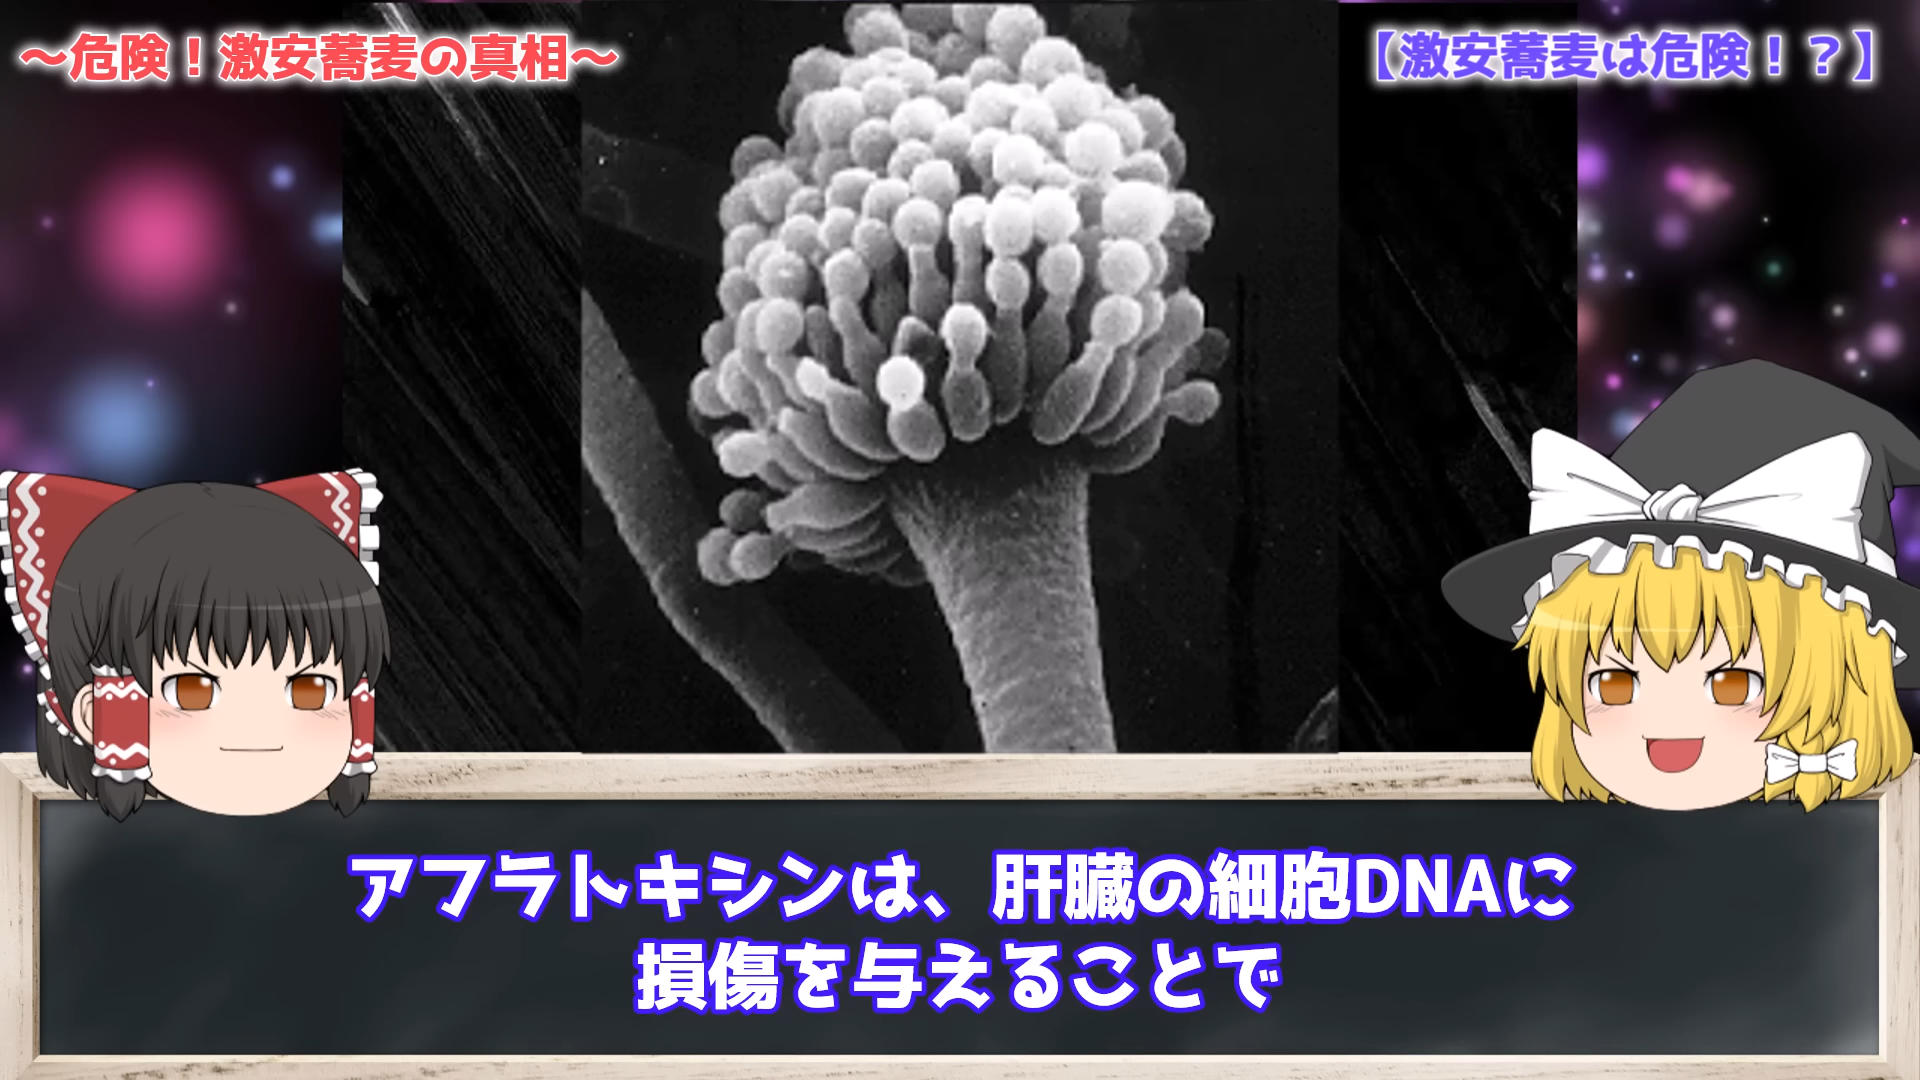 ～危険！激安蕎麦の真相～
【激安蕎麦は危険！？】
アフラトキシンは、肝臓の細胞DNAに
損傷を与えることで